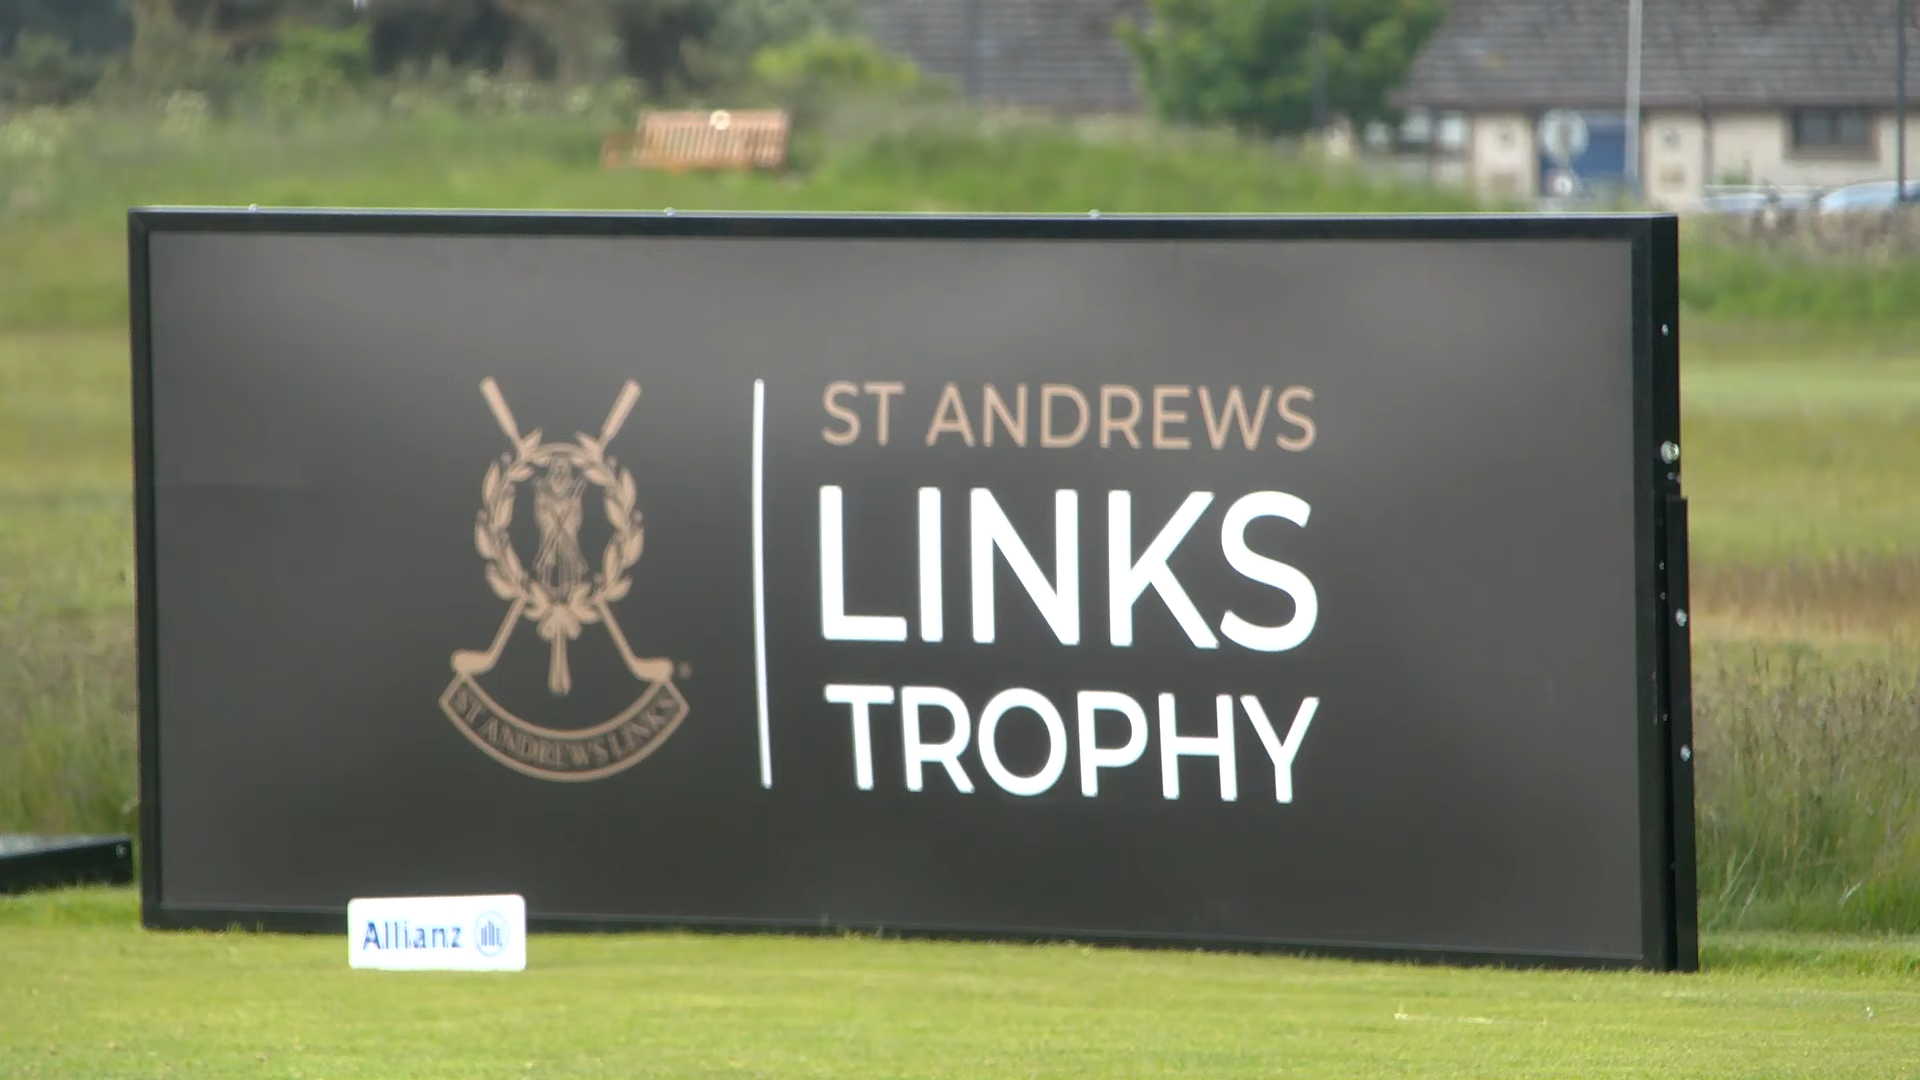 ST ANDREWS
LINKS
TROPHY
ST ANDREWS LINKS
Allianz